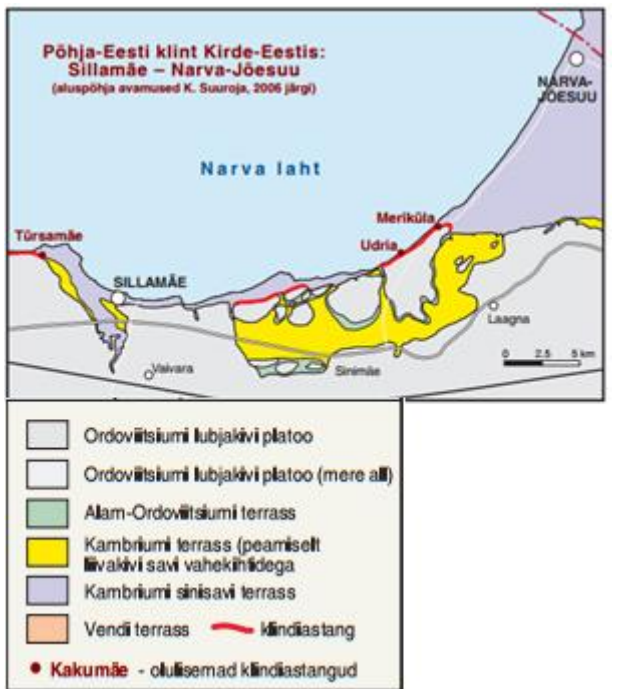 Põhja-Eesti klint Kirde-Eestis:
Sillamäe – Narva-Jõesuu
(aluspõhja avamused K. Suuroja, 2006 järgi)
NARVA-
JÕESUU
Narva laht
Meriküla
Türsamäe
Udria
SILLAMÄE
Laagna
Vaivara
Sinimäe
0 2.5 5 km
Ordoviitsiumi lubjakivi platoo
Ordoviitsiumi lubjakivi platoo (mere all)
Alam-Ordoviitsiumi terrass
Kambriumi terrass (peamiselt
liivakivi savi vahekihtidega
Kambriumi sinisavi terrass
Vendi terrass klindiastang
Kakumäe - olulisemad klindiastangud